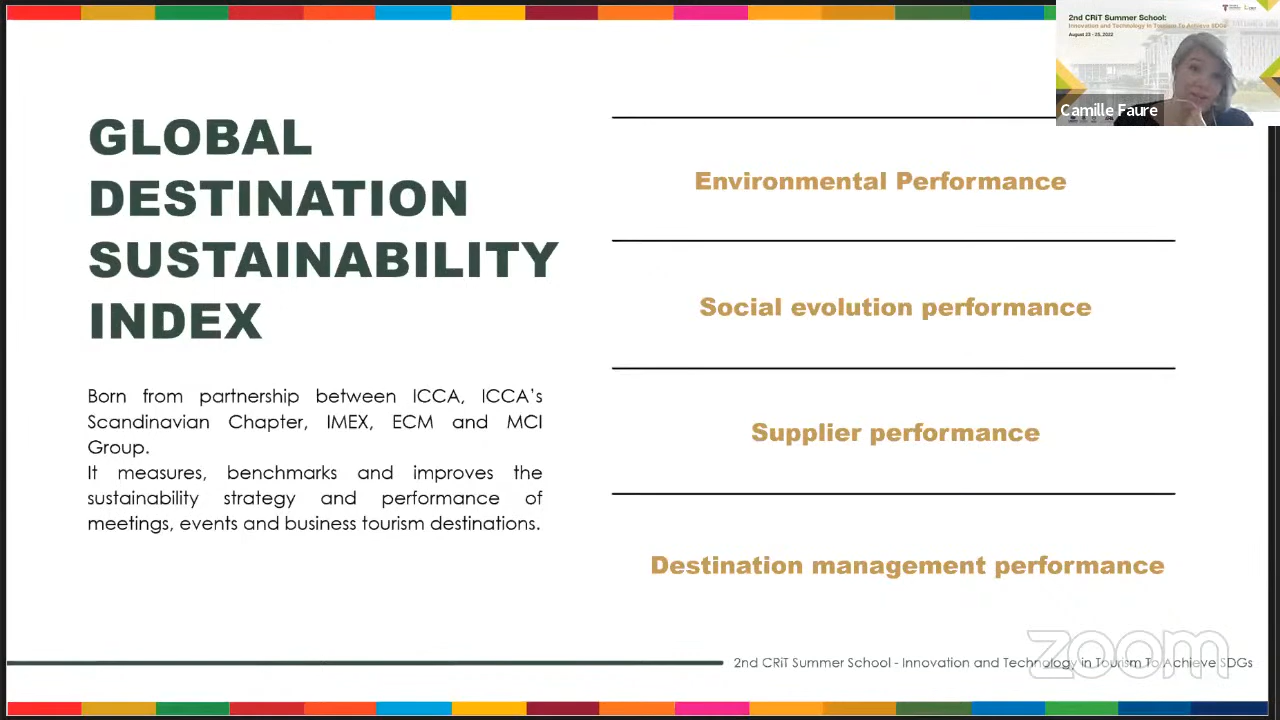 GLOBAL
DESTINATION
SUSTAINABILITY
INDEX
Born from partnership between ICCA, ICCA's
Scandinavian Chapter, IMEX, ECM and MCI
Group.
It measures, benchmarks and improves the
sustainability strategy and performance of
meetings, events and business tourism destinations.
Environmental Performance
Social evolution performance
Supplier performance
Destination management performance
2nd CRiT Summer School:
Innovation and Technology in Tourism To Achieve SDGs
August 23 - 25, 2022
Camille Faure
zoom
2nd CRiT Summer School - Innovation and Technology in Tourism To Achieve SDGs